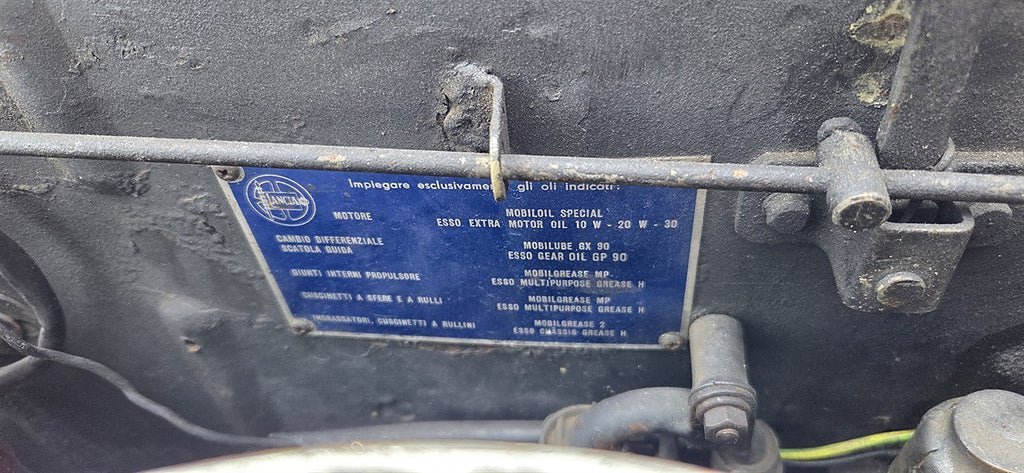 LANCIA
Impiegare esclusivamen gli oli indicati:
MOTORE MOBILOIL SPECIAL
ESSO EXTRA MOTOR OIL 10 W - 20 W - 30
CAMBIO DIFFERENZIALE MOBILUBE GX 90
SCATOLA GUIDA ESSO GEAR OIL GP 90
GIUNTI INTERNI PROPULSORE MOBILGREASE MP
ESSO MULTIPURPOSE GREASE H
CUSCINETTI A SFERE E A RULLI MOBILGREASE MP
ESSO MULTIPURPOSE GREASE H
INGRASSATORI, CUSCINETTI A RULLINI MOBILGREASE 2
ESSO CHASSIS GREASE H